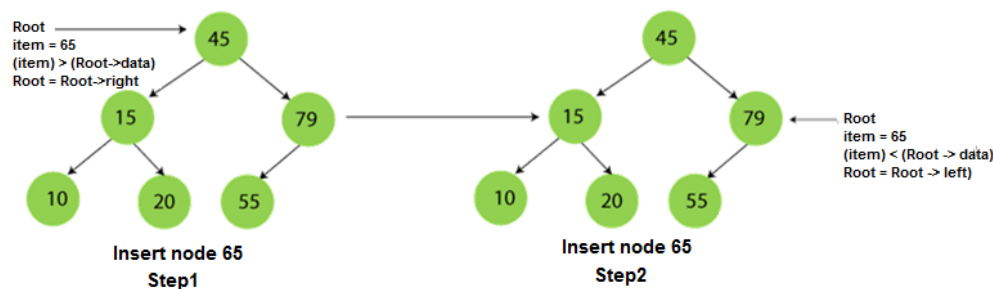 Root
item = 65
(item) > (Root->data)
Root = Root->right
45
15
79
10
20
55
Insert node 65
Step1
45
15
79
Root
item = 65
(item) < (Root -> data)
Root = Root -> left)
10
20
55
Insert node 65
Step2